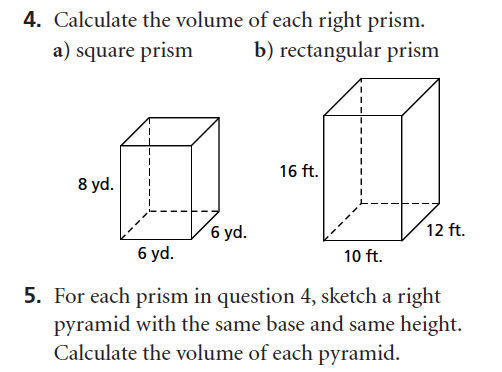 4. Calculate the volume of each right prism.
a) square prism b) rectangular prism
8 yd.
6 yd.
6 yd.
16 ft.
12 ft.
10 ft.
5. For each prism in question 4, sketch a right
pyramid with the same base and same height.
Calculate the volume of each pyramid.